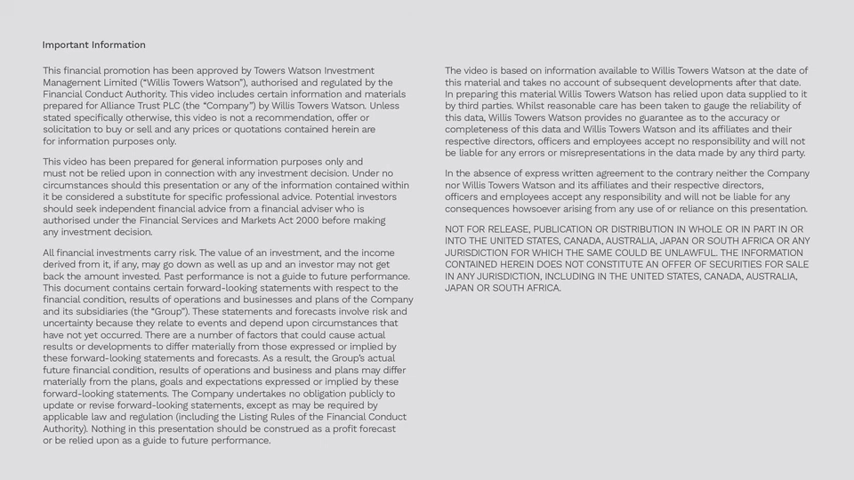 Important Information
This financial promotion has been approved by Towers Watson Investment
Management Limited (“Willis Towers Watson”), authorised and regulated by the
Financial Conduct Authority. This video includes certain information and materials
prepared for Alliance Trust PLC (the “Company”) by Willis Towers Watson. Unless
stated specifically otherwise, this video is not a recommendation, offer or
solicitation to buy or sell and any prices or quotations contained herein are
for information purposes only.
This video has been prepared for general information purposes only and
must not be relied upon in connection with any investment decision. Under no
circumstances should this presentation or any of the information contained within
it be considered a substitute for specific professional advice. Potential investors
should seek independent financial advice from a financial adviser who is
authorised under the Financial Services and Markets Act 2000 before making
any investment decision.
All financial investments carry risk. The value of an investment, and the income
derived from it, if any, may go down as well as up and an investor may not get
back the amount invested. Past performance is not a guide to future performance.
This document contains certain forward-looking statements with respect to the
financial condition, results of operations and businesses and plans of the Company
and its subsidiaries (the “Group”). These statements and forecasts involve risk and
uncertainty because they relate to events and depend upon circumstances that
have not yet occurred. There are a number of factors that could cause actual
results or developments to differ materially from those expressed or implied by
these forward-looking statements and forecasts. As a result, the Group’s actual
future financial condition, results of operations and business and plans may differ
materially from the plans, goals and expectations expressed or implied by these
forward-looking statements. The Company undertakes no obligation publicly to
update or revise forward-looking statements, except as may be required by
applicable law and regulation (including the Listing Rules of the Financial Conduct
Authority). Nothing in this presentation should be construed as a profit forecast
or be relied upon as a guide to future performance.
The video is based on information available to Willis Towers Watson at the date of
this material and takes no account of subsequent developments after that date.
In preparing this material Willis Towers Watson has relied upon data supplied to it
by third parties. Whilst reasonable care has been taken to gauge the reliability of
this data, Willis Towers Watson provides no guarantee as to the accuracy or
completeness of this data and Willis Towers Watson and its affiliates and their
respective directors, officers and employees accept no responsibility and will not
be liable for any errors or misrepresentations in the data made by any third party.
In the absence of express written agreement to the contrary neither the Company
nor Willis Towers Watson and its affiliates and their respective directors,
officers and employees accept any responsibility and will not be liable for any
consequences howsoever arising from any use of or reliance on this presentation.
NOT FOR RELEASE, PUBLICATION OR DISTRIBUTION IN WHOLE OR IN PART IN OR
INTO THE UNITED STATES, CANADA, AUSTRALIA, JAPAN OR SOUTH AFRICA OR ANY
JURISDICTION FOR WHICH THE SAME COULD BE UNLAWFUL. THE INFORMATION
CONTAINED HEREIN DOES NOT CONSTITUTE AN OFFER OF SECURITIES FOR SALE
IN ANY JURISDICTION, INCLUDING IN THE UNITED STATES, CANADA, AUSTRALIA,
JAPAN OR SOUTH AFRICA.